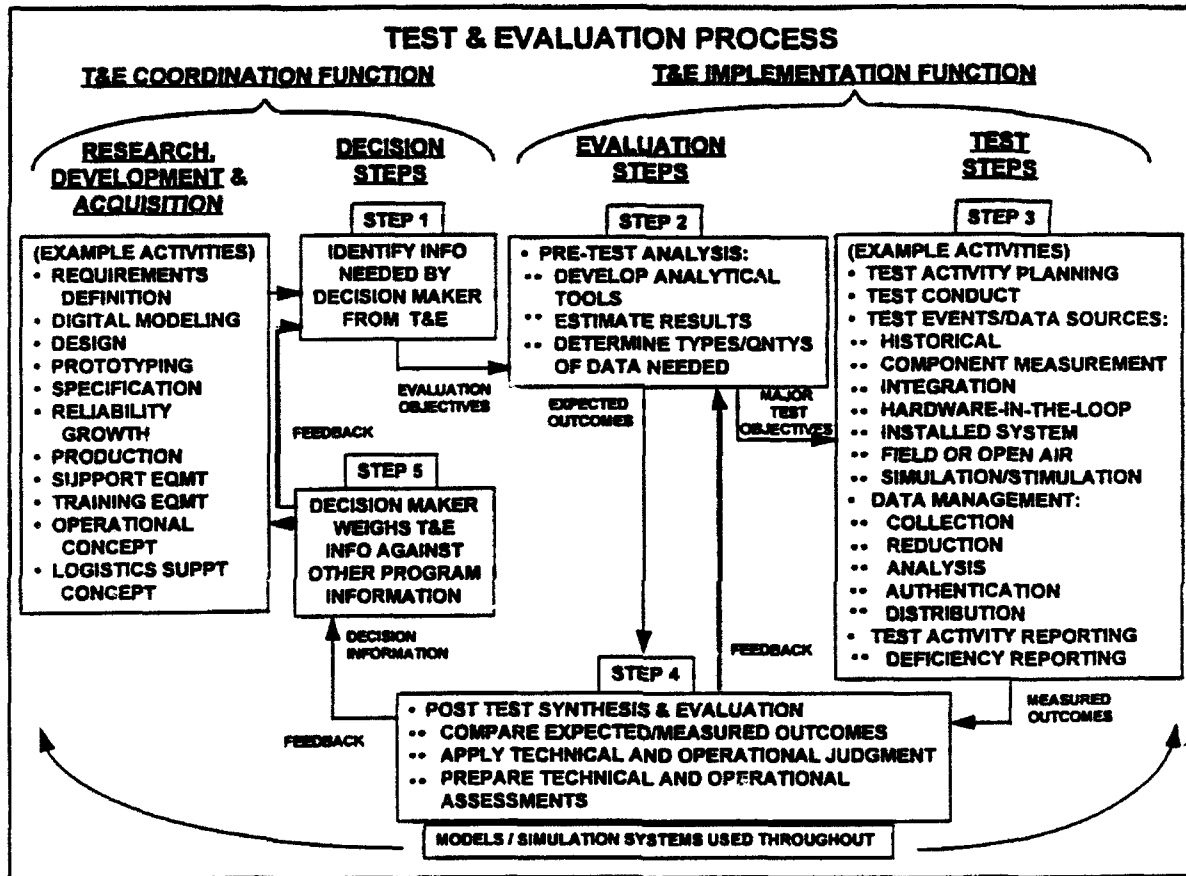 TEST & EVALUATION PROCESS
T&E COORDINATION FUNCTION
T&E IMPLEMENTATION FUNCTION
RESEARCH,
DEVELOPMENT &
ACQUISITION
DECISION
STEPS
EVALUATION
STEPS
TEST
STEPS
(EXAMPLE ACTIVITIES)
• REQUIREMENTS
DEFINITION
• DIGITAL MODELING
• DESIGN
• PROTOTYPING
• SPECIFICATION
• RELIABILITY
GROWTH
• PRODUCTION
• SUPPORT EQMT
• TRAINING EQMT
• OPERATIONAL
CONCEPT
• LOGISTICS SUPPT
CONCEPT
STEP 1
IDENTIFY INFO
NEEDED BY
DECISION MAKER
FROM T&E
EVALUATION
OBJECTIVES
FEEDBACK
STEP 5
DECISION MAKER
WEIGHS T&E
INFO AGAINST
OTHER PROGRAM
INFORMATION
DECISION
INFORMATION
FEEDBACK
STEP 2
• PRE-TEST ANALYSIS:
•• DEVELOP ANALYTICAL
TOOLS
•• ESTIMATE RESULTS
•• DETERMINE TYPES/QNTYS
OF DATA NEEDED
EXPECTED
OUTCOMES
MAJOR
TEST
OBJECTIVES
FEEDBACK
STEP 3
(EXAMPLE ACTIVITIES)
• TEST ACTIVITY PLANNING
• TEST CONDUCT
• TEST EVENTS/DATA SOURCES:
•• HISTORICAL
•• COMPONENT MEASUREMENT
•• INTEGRATION
•• HARDWARE-IN-THE-LOOP
•• INSTALLED SYSTEM
•• FIELD OR OPEN AIR
•• SIMULATION/STIMULATION
• DATA MANAGEMENT:
•• COLLECTION
•• REDUCTION
•• ANALYSIS
•• AUTHENTICATION
•• DISTRIBUTION
• TEST ACTIVITY REPORTING
•• DEFICIENCY REPORTING
MEASURED
OUTCOMES
STEP 4
• POST TEST SYNTHESIS & EVALUATION
•• COMPARE EXPECTED/MEASURED OUTCOMES
•• APPLY TECHNICAL AND OPERATIONAL JUDGMENT
•• PREPARE TECHNICAL AND OPERATIONAL
ASSESSMENTS
MODELS / SIMULATION SYSTEMS USED THROUGHOUT